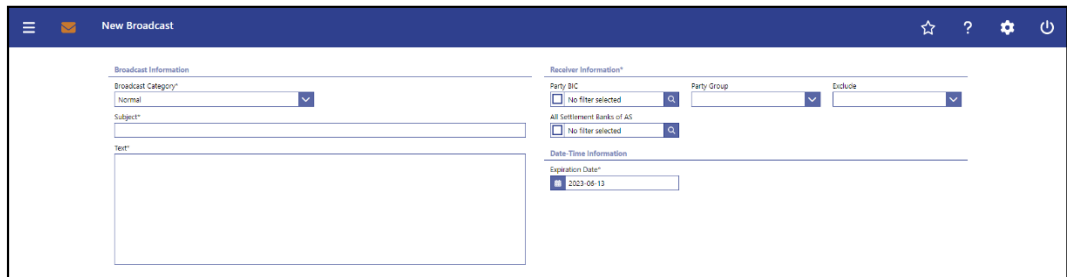 New Broadcast
?
Broadcast Information
Broadcast Category*
Normal
Subject*
Text*
Receiver Information*
Party BIC
No filter selected
Party Group
Exclude
All Settlement Banks of AS
No filter selected
Date-Time Information
Expiration Date*
2023-06-13